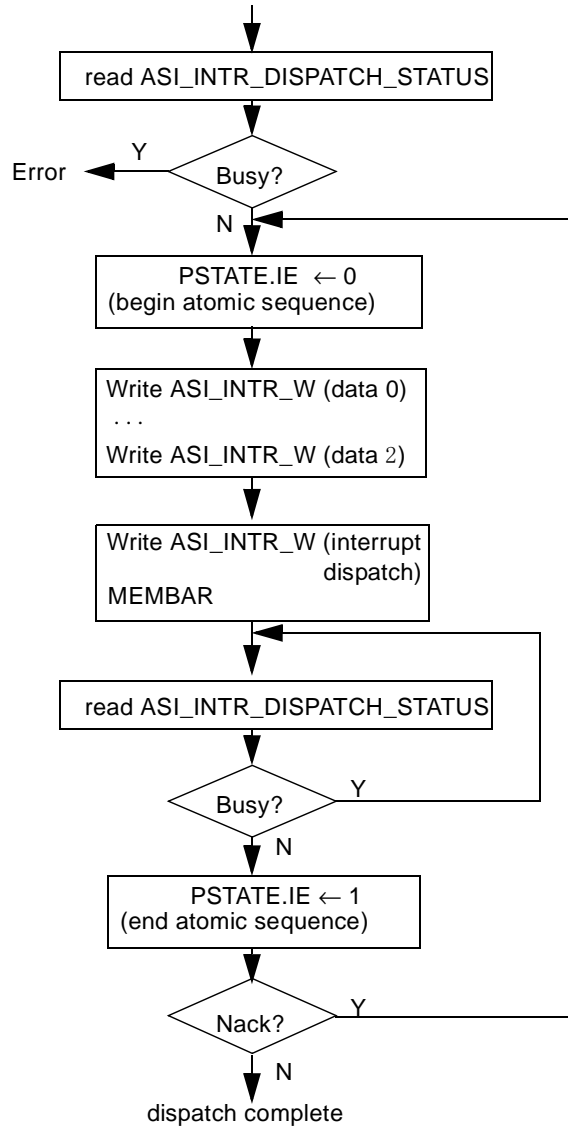 read ASI_INTR_DISPATCH_STATUS
Y
Error
Busy?
N
PSTATE.IE ← 0
(begin atomic sequence)
Write ASI_INTR_W (data 0)
...
Write ASI_INTR_W (data 2)
Write ASI_INTR_W (interrupt
dispatch)
MEMBAR
read ASI_INTR_DISPATCH_STATUS
Y
Busy?
N
PSTATE.IE ← 1
(end atomic sequence)
Y
Nack?
N
dispatch complete